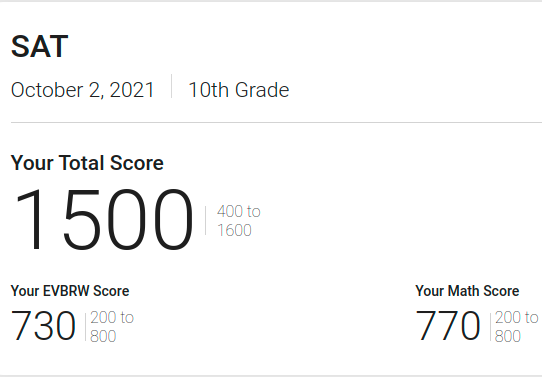 SAT
October 2, 2021 10th Grade
Your Total Score
1500 400 to
1600
Your EVBRW Score
730 200 to
800
Your Math Score
770 200 to
800